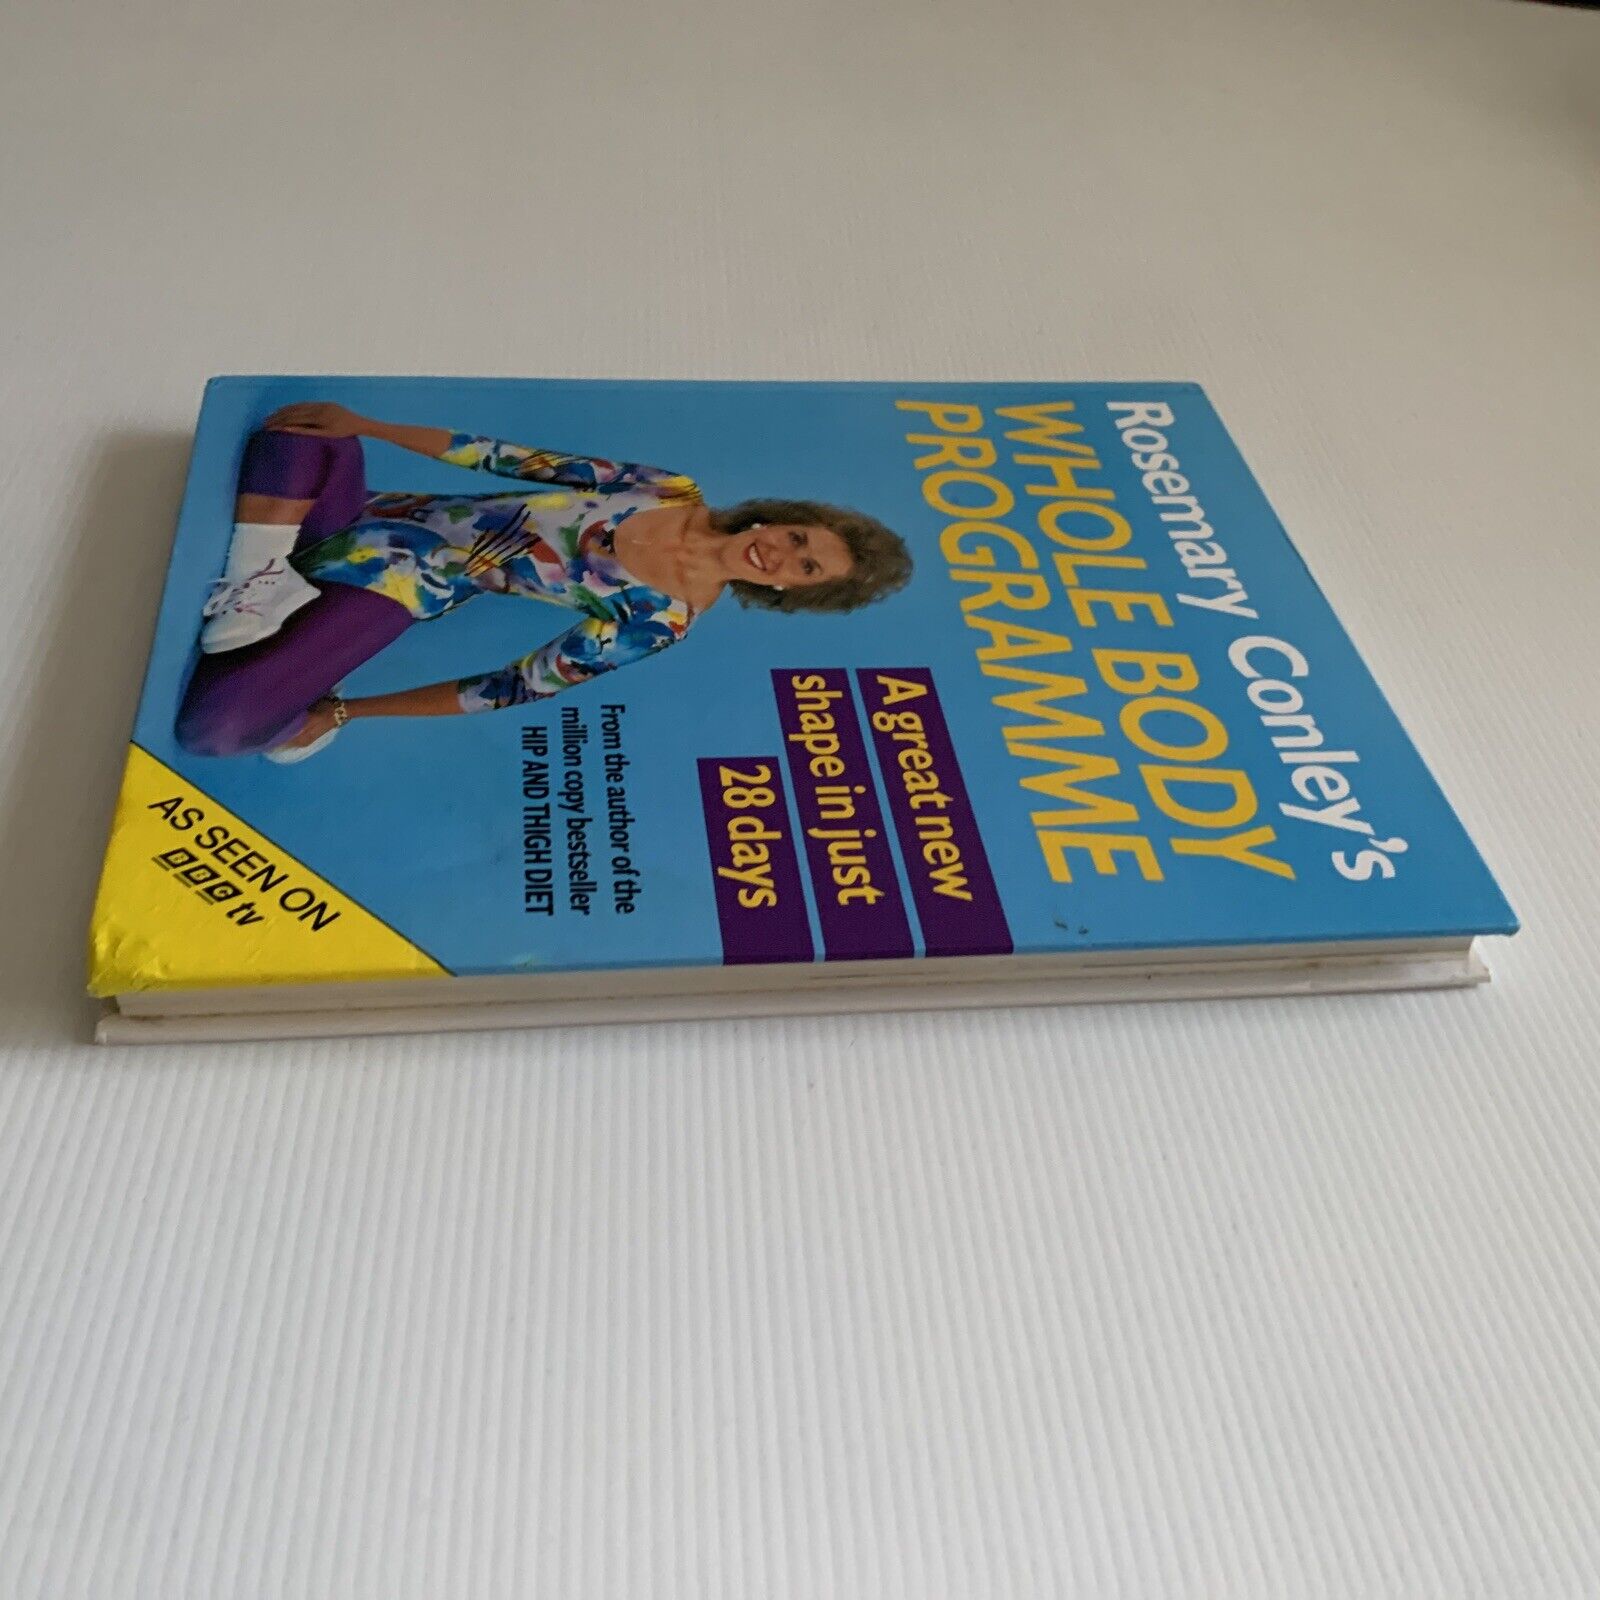 Rosemary Conley's
WHOLE BODY
PROGRAMME
A great new
shape in just
28 days
From the author of the
million copy bestseller
HIP AND THIGH DIET
AS SEEN ON
BBC tv